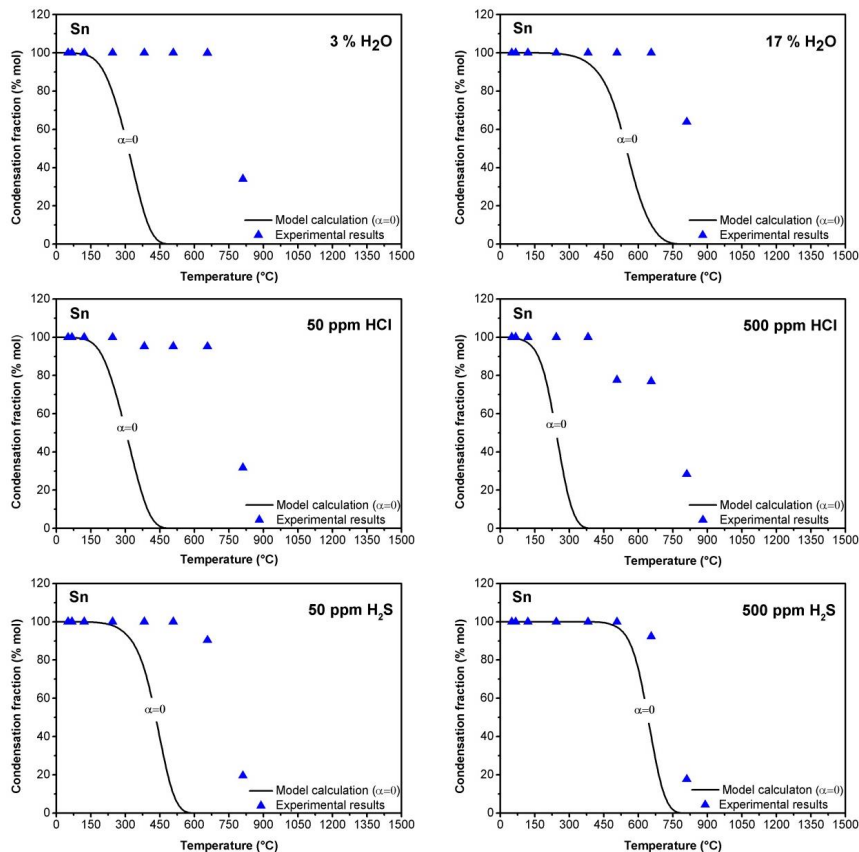 Sn
3 % H₂O
120
100
80
60
40
20
0
Condensation fraction (% mol)
α=0
Model calculation (α=0)
Experimental results
0 150 300 450 600 750 900 1050 1200 1350 1500
Temperature (°C)
Sn
17 % H₂O
120
100
80
60
40
20
0
Condensation fraction (% mol)
α=0
Model calculation (α=0)
Experimental results
0 150 300 450 600 750 900 1050 1200 1350 1500
Temperature (°C)
Sn
50 ppm HCl
120
100
80
60
40
20
0
Condensation fraction (% mol)
α=0
Model calculation (α=0)
Experimental results
0 150 300 450 600 750 900 1050 1200 1350 1500
Temperature (°C)
Sn
500 ppm HCl
120
100
80
60
40
20
0
Condensation fraction (% mol)
α=0
Model calculation (α=0)
Experimental results
0 150 300 450 600 750 900 1050 1200 1350 1500
Temperature (°C)
Sn
50 ppm H₂S
120
100
80
60
40
20
0
Condensation fraction (% mol)
α=0
Model calculation (α=0)
Experimental results
0 150 300 450 600 750 900 1050 1200 1350 1500
Temperature (°C)
Sn
500 ppm H₂S
120
100
80
60
40
20
0
Condensation fraction (% mol)
α=0
Model calculaton (α=0)
Experimental results
0 150 300 450 600 750 900 1050 1200 1350 1500
Temperature (°C)